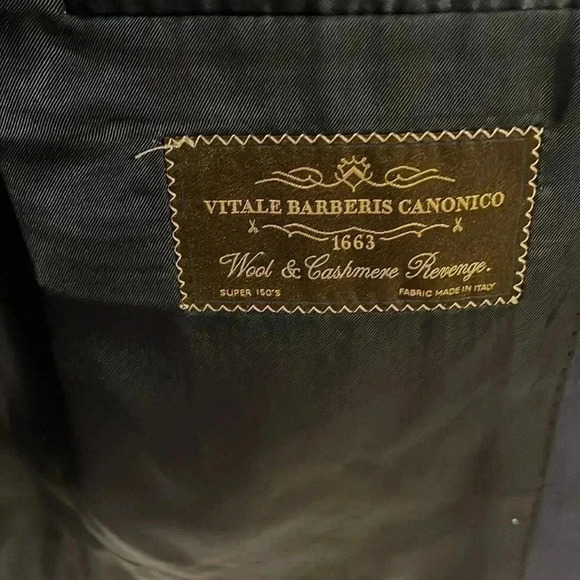 VITALE BARBERIS CANONICO
1663
Wool & Cashmere Revenge.
SUPER 150'S FABRIC MADE IN ITALY